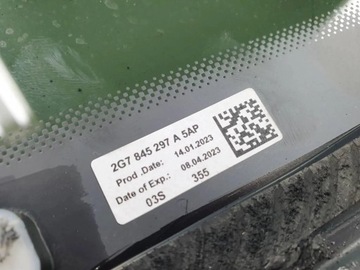 2G7 845 297 A 5AP
Prod .Date: 14.01.2023
Date of Exp.: 08.04.2023
03S 355